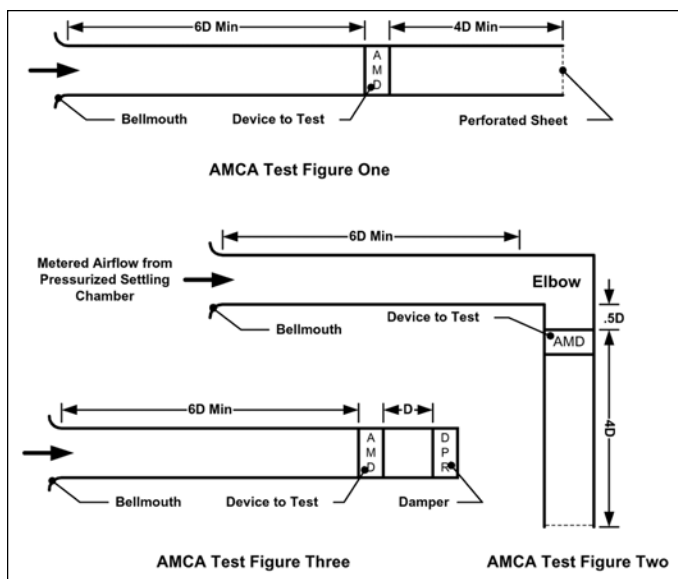 6D Min
4D Min
A
M
D
Bellmouth
Device to Test
Perforated Sheet
AMCA Test Figure One
6D Min
Metered Airflow from
Pressurized Settling
Chamber
Elbow
.5D
Bellmouth
Device to Test
AMD
4D
6D Min
D
A
M
D
D
P
R
Bellmouth
Device to Test
Damper
AMCA Test Figure Three
AMCA Test Figure Two